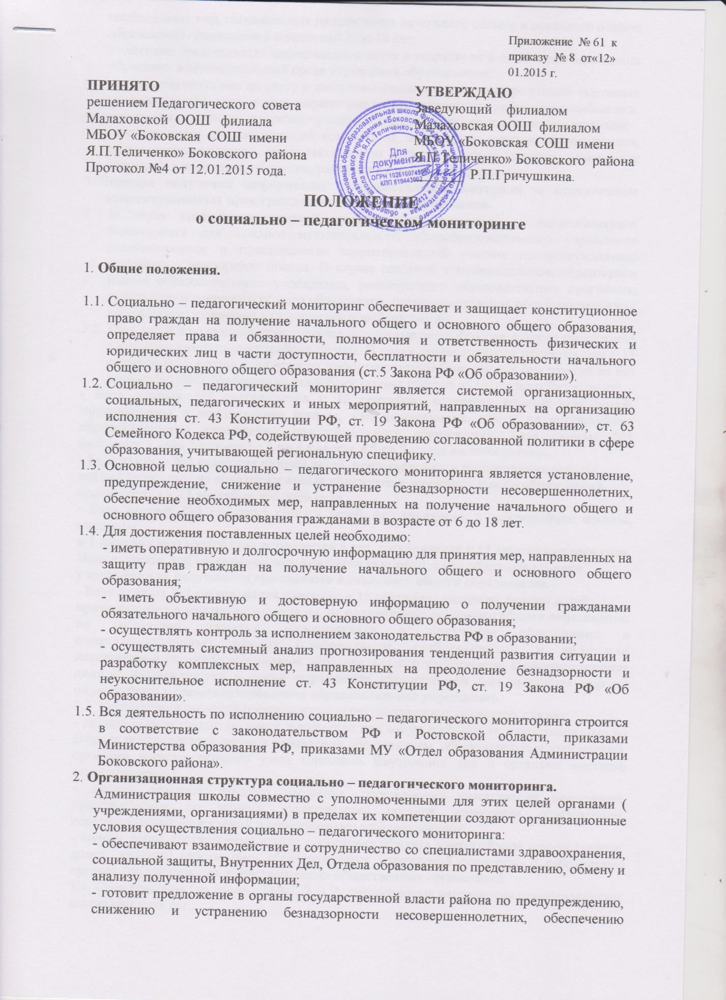 Приложение № 61 к
приказу № 8 от«12»
01.2015 г.
ПРИНЯТО
решением Педагогического совета
Малаховской ООШ филиала
МБОУ «Боковская СОШ имени
Я.П.Теличенко» Боковского района
Протокол №4 от 12.01.2015 года.
УТВЕРЖДАЮ
Заведующий филиалом
Малаховская ООШ филиалом
МБОУ «Боковская СОШ имени
Я.П.Теличенко» Боковского района
Р.П.Гричушкина.
Для
документов
КПП 610443002
ПОЛОЖЕНИЕ
о социально – педагогическом мониторинге
1. Общие положения.
1.1. Социально – педагогический мониторинг обеспечивает и защищает конституционное
право граждан на получение начального общего и основного общего образования,
определяет права и обязанности, полномочия и ответственность физических и
юридических лиц в части доступности, бесплатности и обязательности начального
общего и основного общего образования (ст.5 Закона РФ «Об образовании»).
1.2. Социально – педагогический мониторинг является системой организационных,
социальных, педагогических и иных мероприятий, направленных на организацию
исполнения ст. 43 Конституции РФ, ст. 19 Закона РФ «Об образовании», ст. 63
Семейного Кодекса РФ, содействующей проведению согласованной политики в сфере
образования, учитывающей региональную специфику.
1.3. Основной целью социально – педагогического мониторинга является установление,
предупреждение, снижение и устранение безнадзорности несовершеннолетних,
обеспечение необходимых мер, направленных на получение начального общего и
основного общего образования гражданами в возрасте от 6 до 18 лет.
1.4. Для достижения поставленных целей необходимо:
- иметь оперативную и долгосрочную информацию для принятия мер, направленных на
защиту прав граждан на получение начального общего и основного общего
образования;
- иметь объективную и достоверную информацию о получении гражданами
обязательного начального общего и основного общего образования;
- осуществлять контроль за исполнением законодательства РФ в образовании;
- осуществлять системный анализ прогнозирования тенденций развития ситуации и
разработку комплексных мер, направленных на преодоление безнадзорности и
неукоснительное исполнение ст. 43 Конституции РФ, ст. 19 Закона РФ «Об
образовании».
1.5. Вся деятельность по исполнению социально – педагогического мониторинга строится
в соответствие с законодательством РФ и Ростовской области, приказами
Министерства образования РФ, приказами МУ «Отдел образования Администрации
Боковского района».
2. Организационная структура социально – педагогического мониторинга.
Администрация школы совместно с уполномоченными для этих целей органами (
учреждениями, организациями) в пределах их компетенции создают организационные
условия осуществления социально – педагогического мониторинга:
- обеспечивают взаимодействие и сотрудничество со специалистами здравоохранения,
социальной защиты, Внутренних Дел, Отдела образования по представлению, обмену и
анализу полученной информации;
- готовит предложение в органы государственной власти района по предупреждению,
снижению и устранению безнадзорности несовершеннолетних, обеспечению